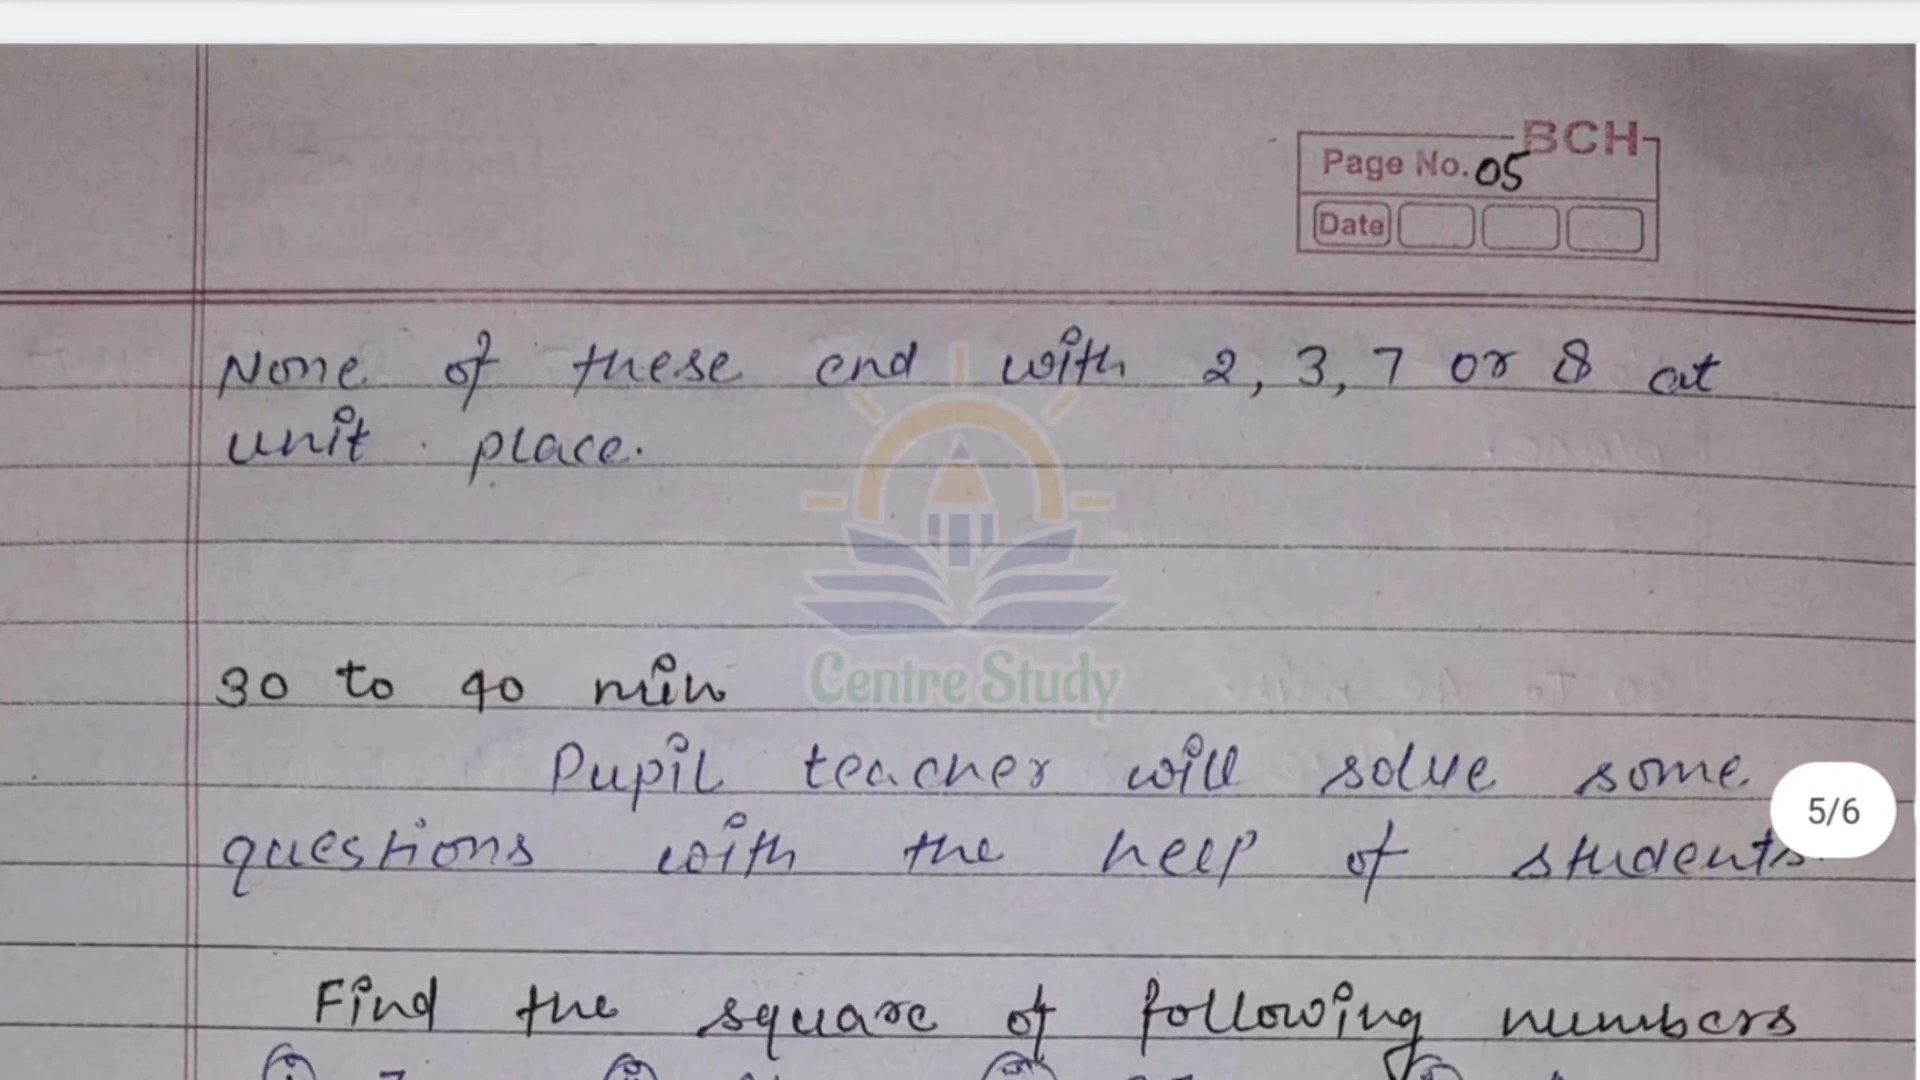 BCH
Page No. 05
Date
None of these end with 2, 3, 7 or 8 at
unit place.
Centre Study
30 to 40 min
Pupil teacher will solve some
5/6
questions with the help of students
Find the square of following numbers